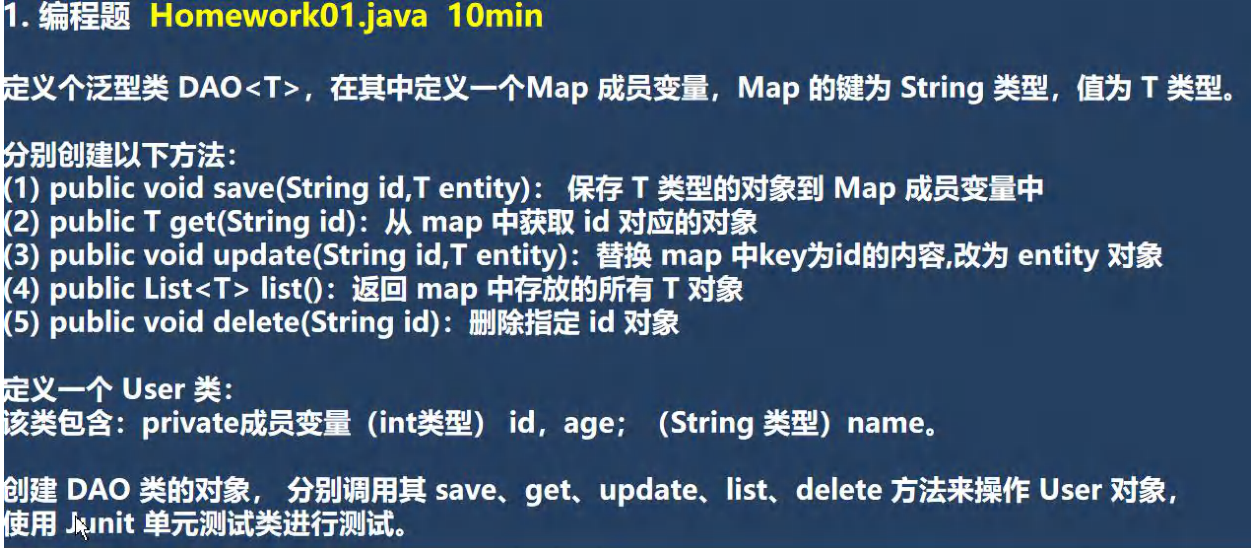 1. 编程题 Homework01.java 10min
定义个泛型类 DAO<T>，在其中定义一个Map 成员变量，Map 的键为 String 类型，值为 T 类型。
分别创建以下方法：
(1) public void save(String id,T entity)： 保存 T 类型的对象到 Map 成员变量中
(2) public T get(String id)：从 map 中获取 id 对应的对象
(3) public void update(String id,T entity)：替换 map 中key为id的内容,改为 entity 对象
(4) public List<T> list()：返回 map 中存放的所有 T 对象
(5) public void delete(String id)：删除指定 id 对象
定义一个 User 类：
该类包含：private成员变量（int类型） id，age；（String 类型）name。
创建 DAO 类的对象， 分别调用其 save、get、update、list、delete 方法来操作 User 对象，
使用 Junit 单元测试类进行测试。